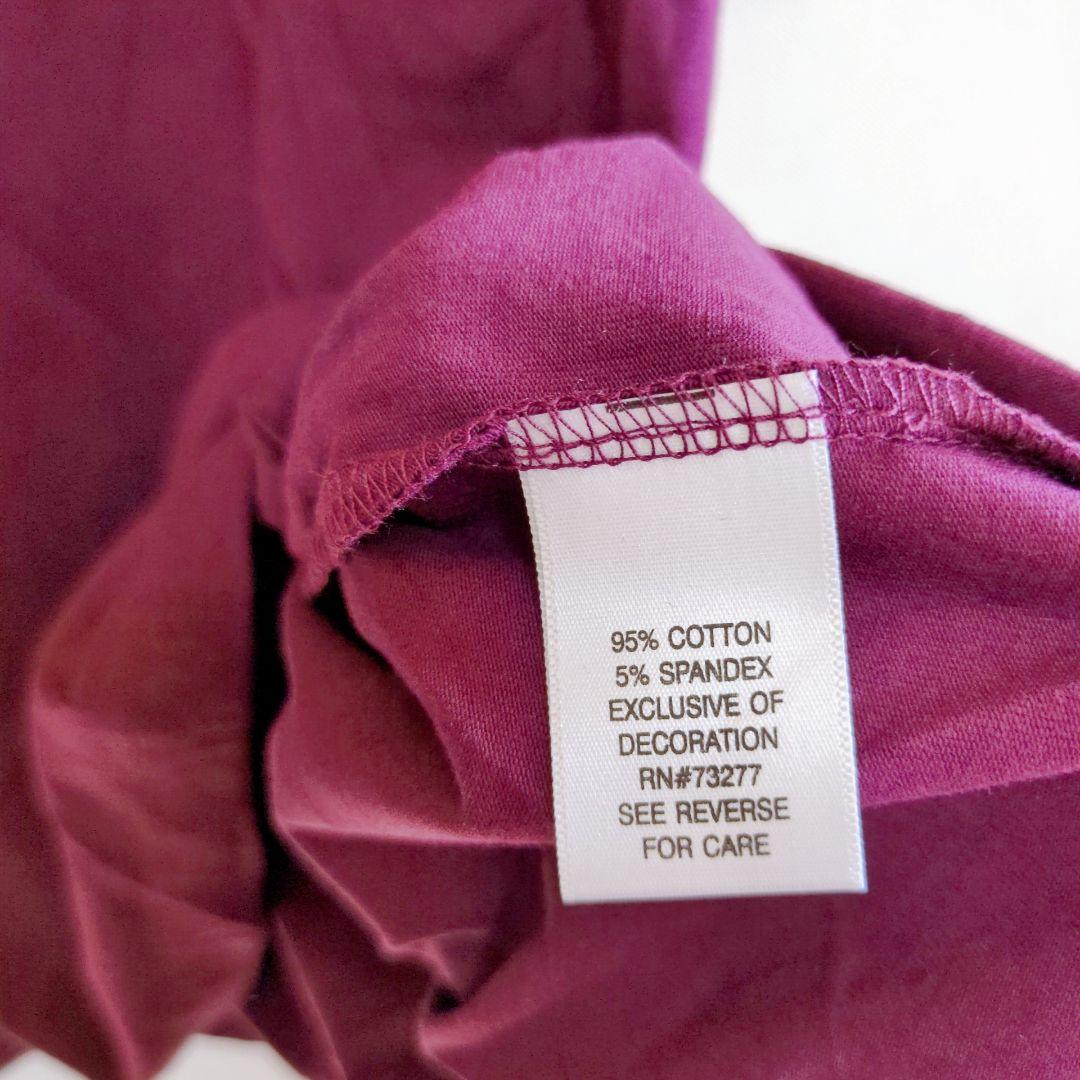 95% COTTON
5% SPANDEX
EXCLUSIVE OF
DECORATION
RN#73277
SEE REVERSE
FOR CARE